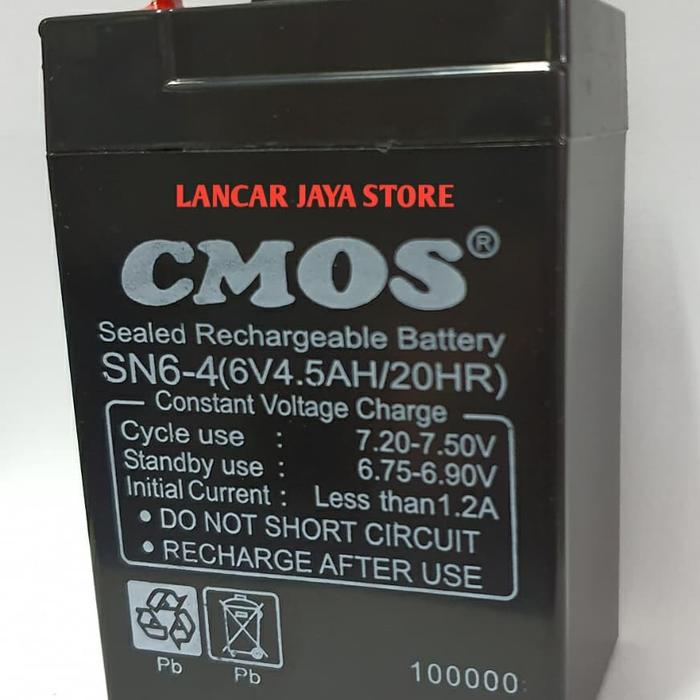 LANCAR JAYA STORE
CMOS®
Sealed Rechargeable Battery
SN6-4(6V4.5AH/20HR)
Constant Voltage Charge
Cycle use : 7.20-7.50V
Standby use : 6.75-6.90V
Initial Current : Less than1.2A
• DO NOT SHORT CIRCUIT
• RECHARGE AFTER USE
Pb Pb
100000